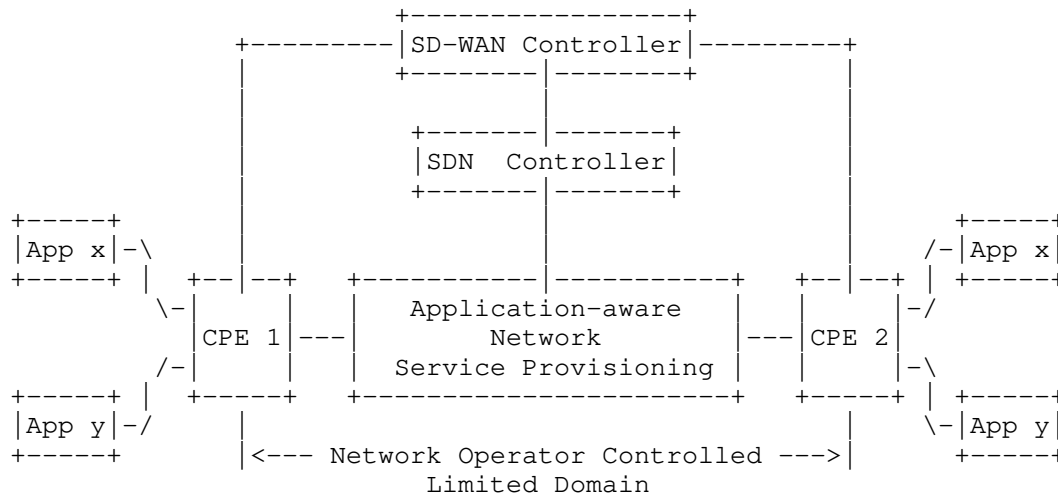 SD-WAN Controller
SDN  Controller
App x
App x
Application-aware
CPE 1
Network
CPE 2
Service Provisioning
App y
App y
<--- Network Operator Controlled --->
Limited Domain